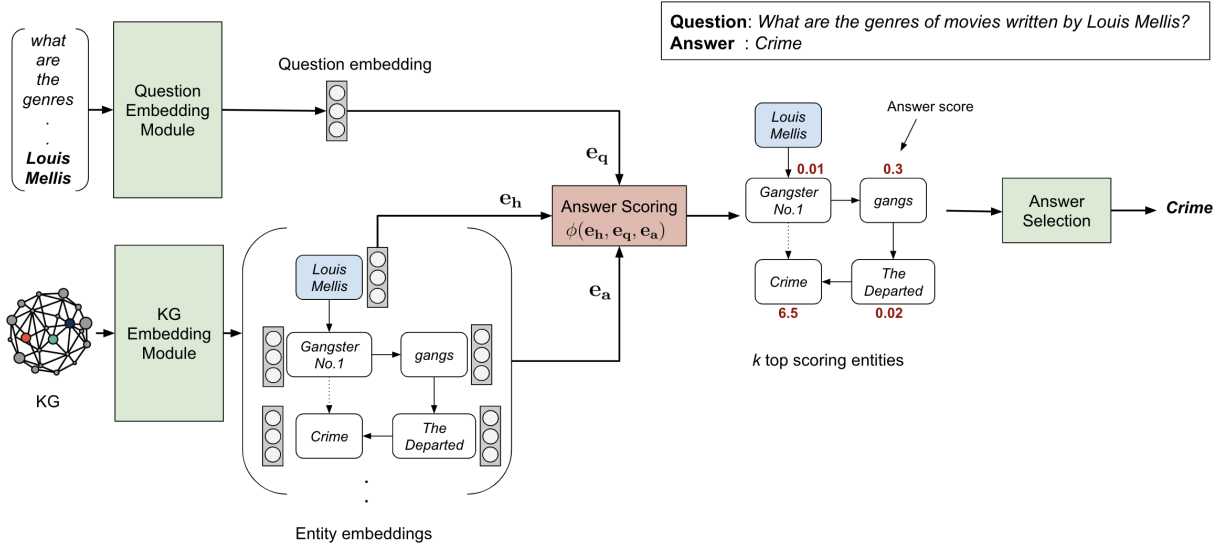 Question: What are the genres of movies written by Louis Mellis?
Answer : Crime
what
are
the
genres
.
.
Louis
Mellis
Question
Embedding
Module
Question embedding
e_q
e_h
Answer Scoring
ϕ(e_h, e_q, e_a)
e_a
KG
KG
Embedding
Module
Louis
Mellis
Gangster
No.1
gangs
Crime
The
Departed
.
.
Entity embeddings
Louis
Mellis
Answer score
0.01
0.3
Gangster
No.1
gangs
Crime
The
Departed
6.5
0.02
k top scoring entities
Answer
Selection
Crime